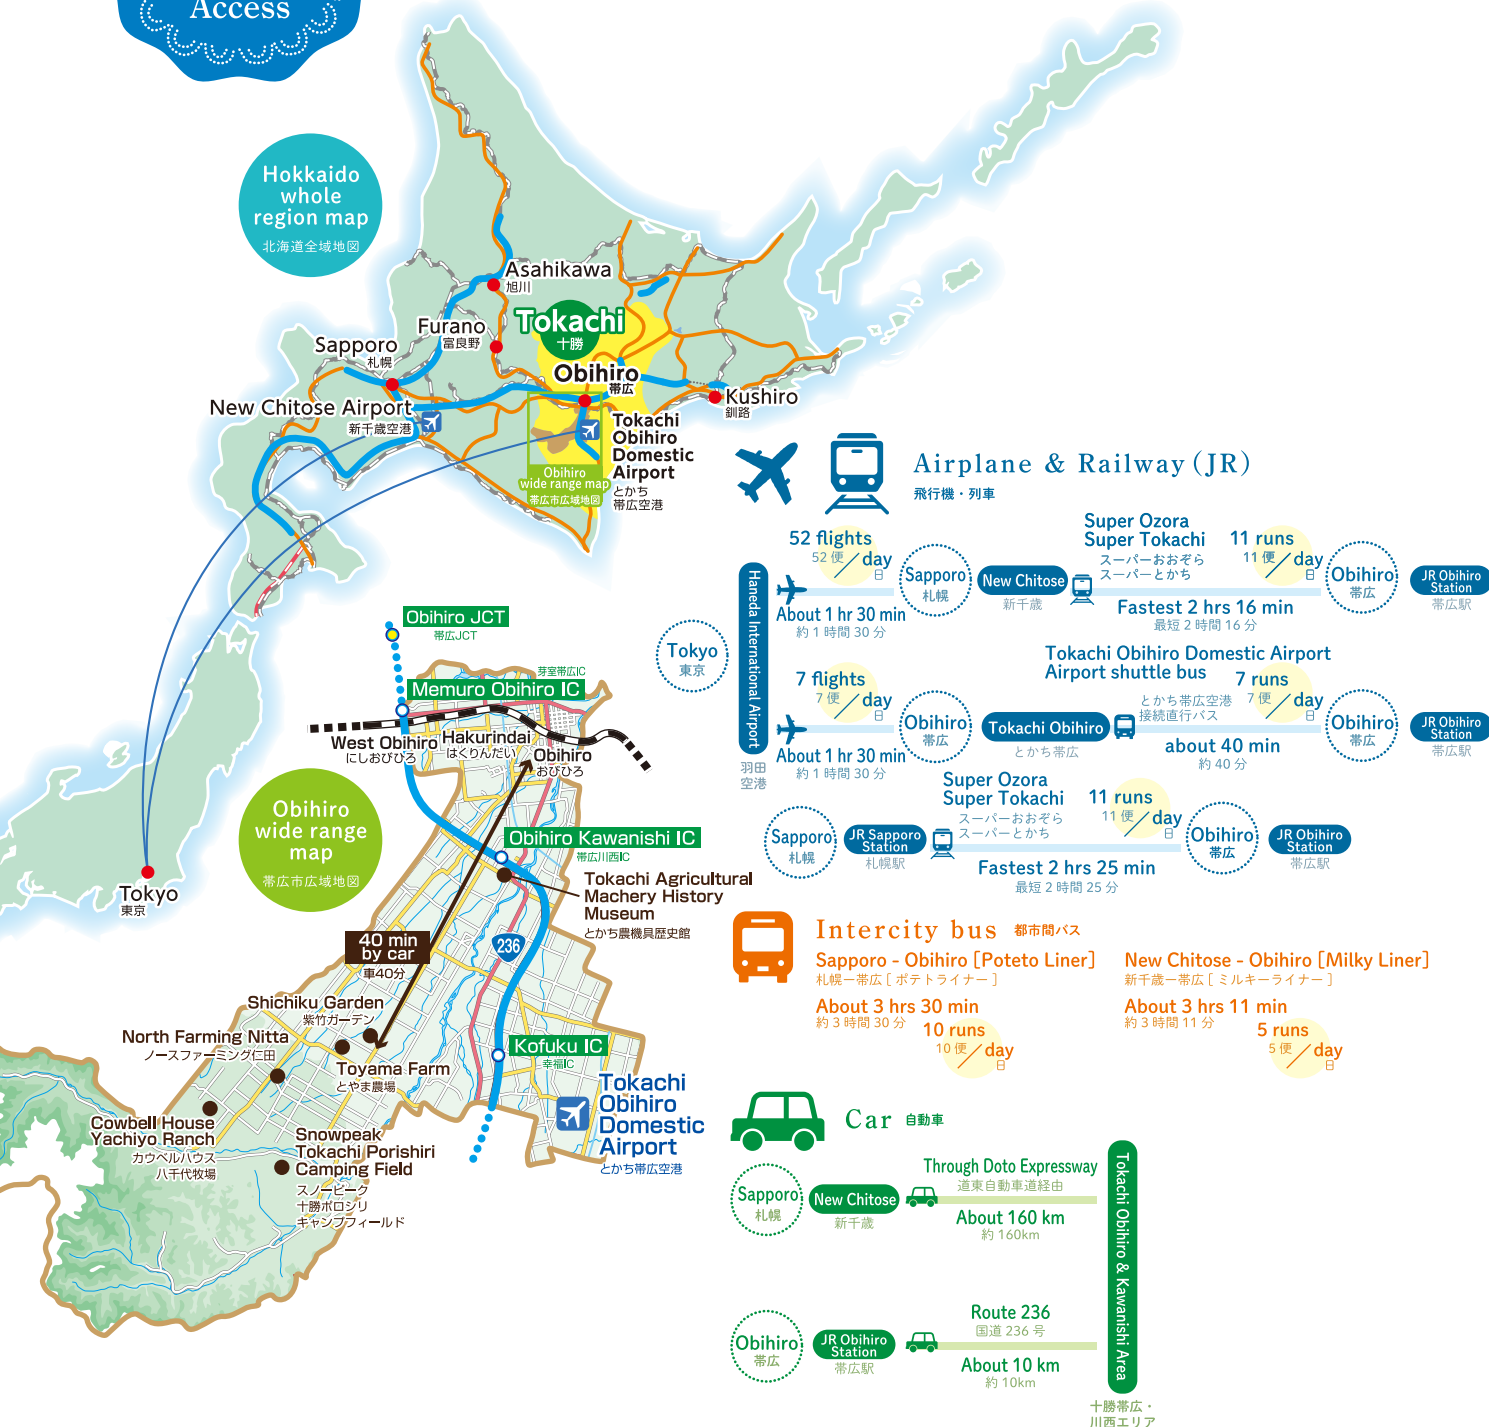 Access
Hokkaido
whole
region map
北海道全域地図
Asahikawa
旭川
Tokachi
十勝
Furano
富良野
Sapporo
札幌
Obihiro
帯広
New Chitose Airport
新千歳空港
Kushiro
釧路
Tokachi
Obihiro
Domestic
Airport
とかち
帯広空港
Obihiro
wide range map
帯広市広域地図
Tokyo
東京
Obihiro
wide range
map
帯広市広域地図
Obihiro JCT
帯広JCT
芽室帯広IC
Memuro Obihiro IC
West Obihiro
にしおびひろ
Hakurindai
はくりんだい
Obihiro
おびひろ
Obihiro Kawanishi IC
帯広川西IC
Tokachi Agricultural
Machery History
Museum
とかち農機具歴史館
236
40 min
by car
車40分
Shichiku Garden
紫竹ガーデン
North Farming Nitta
ノースファーミング仁田
Toyama Farm
とやま農場
Kofuku IC
幸福IC
Tokachi
Obihiro
Domestic
Airport
とかち帯広空港
Cowbell House
Yachiyo Ranch
カウベルハウス
八千代牧場
Snowpeak
Tokachi Porishiri
Camping Field
スノーピーク
十勝ポロシリ
キャンプフィールド
Airplane & Railway (JR)
飛行機・列車
Tokyo
東京
Haneda International Airport
羽田
空港
52 flights
52 便
/day
日
About 1 hr 30 min
約 1 時間 30 分
Sapporo
札幌
New Chitose
新千歳
Super Ozora
Super Tokachi
スーパーおおぞら
スーパーとかち
11 runs
11 便
/day
日
Fastest 2 hrs 16 min
最短 2 時間 16 分
Obihiro
帯広
JR Obihiro
Station
帯広駅
7 flights
7 便
/day
日
About 1 hr 30 min
約 1 時間 30 分
Obihiro
帯広
Tokachi Obihiro
とかち帯広
Tokachi Obihiro Domestic Airport
Airport shuttle bus
とかち帯広空港
接続直行バス
7 runs
7 便
/day
日
about 40 min
約 40 分
Obihiro
帯広
JR Obihiro
Station
帯広駅
Sapporo
札幌
JR Sapporo
Station
札幌駅
Super Ozora
Super Tokachi
スーパーおおぞら
スーパーとかち
11 runs
11 便
/day
日
Fastest 2 hrs 25 min
最短 2 時間 25 分
Obihiro
帯広
JR Obihiro
Station
帯広駅
Intercity bus 都市間バス
Sapporo - Obihiro [Poteto Liner]
札幌ー帯広 [ ポテトライナー ]
About 3 hrs 30 min
約 3 時間 30 分
10 runs
10 便
/day
日
New Chitose - Obihiro [Milky Liner]
新千歳ー帯広 [ ミルキーライナー ]
About 3 hrs 11 min
約 3 時間 11 分
5 runs
5 便
/day
日
Car 自動車
Sapporo
札幌
New Chitose
新千歳
Through Doto Expressway
道東自動車道経由
About 160 km
約 160km
Obihiro
帯広
JR Obihiro
Station
帯広駅
Route 236
国道 236 号
About 10 km
約 10km
Tokachi Obihiro & Kawanishi Area
十勝帯広・
川西エリア